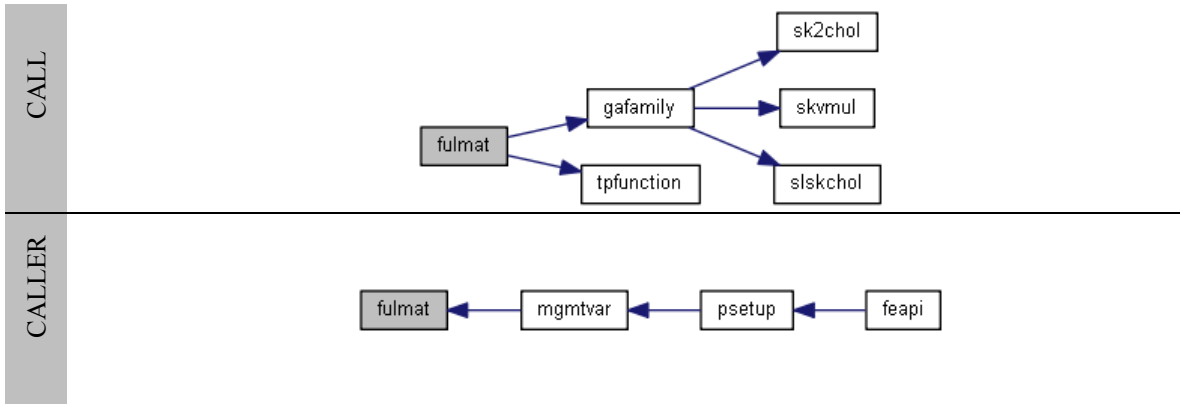 CALL
sk2chol
gafamily
skvmul
fulmat
tpfunction
slskchol
CALLER
fulmat
mgmtvar
psetup
feapi